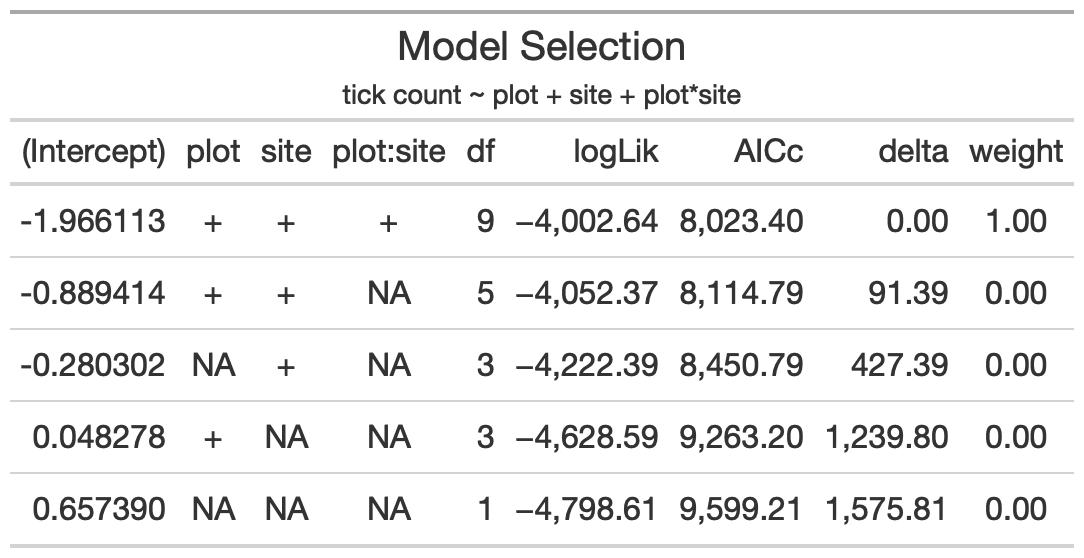 Model Selection
tick count ~ plot + site + plot*site
(Intercept) plot site plot:site df logLik AICc delta weight
-1.966113 + + + 9 −4,002.64 8,023.40 0.00 1.00
-0.889414 + + NA 5 −4,052.37 8,114.79 91.39 0.00
-0.280302 NA + NA 3 −4,222.39 8,450.79 427.39 0.00
0.048278 + NA NA 3 −4,628.59 9,263.20 1,239.80 0.00
0.657390 NA NA NA 1 −4,798.61 9,599.21 1,575.81 0.00